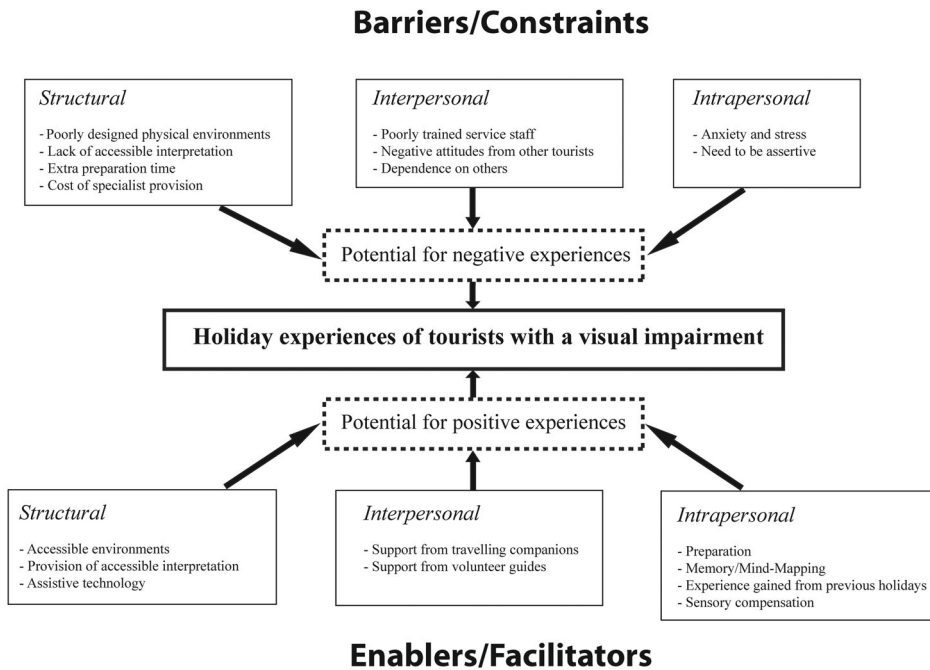 Barriers/Constraints
Structural
- Poorly designed physical environments
- Lack of accessible interpretation
- Extra preparation time
- Cost of specialist provision
Interpersonal
- Poorly trained service staff
- Negative attitudes from other tourists
- Dependence on others
Intrapersonal
- Anxiety and stress
- Need to be assertive
Potential for negative experiences
Holiday experiences of tourists with a visual impairment
Potential for positive experiences
Structural
- Accessible environments
- Provision of accessible interpretation
- Assistive technology
Interpersonal
- Support from travelling companions
- Support from volunteer guides
Intrapersonal
- Preparation
- Memory/Mind-Mapping
- Experience gained from previous holidays
- Sensory compensation
Enablers/Facilitators